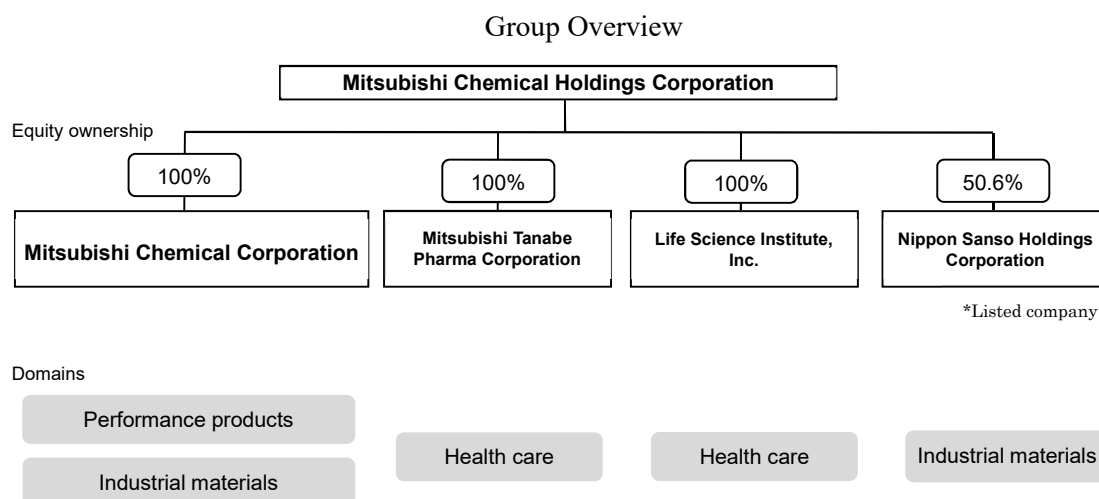 Group Overview
Mitsubishi Chemical Holdings Corporation
Equity ownership
100%
100%
100%
50.6%
Mitsubishi Chemical Corporation
Mitsubishi Tanabe
Pharma Corporation
Life Science Institute,
Inc.
Nippon Sanso Holdings
Corporation
*Listed company
Domains
Performance products
Industrial materials
Health care
Health care
Industrial materials